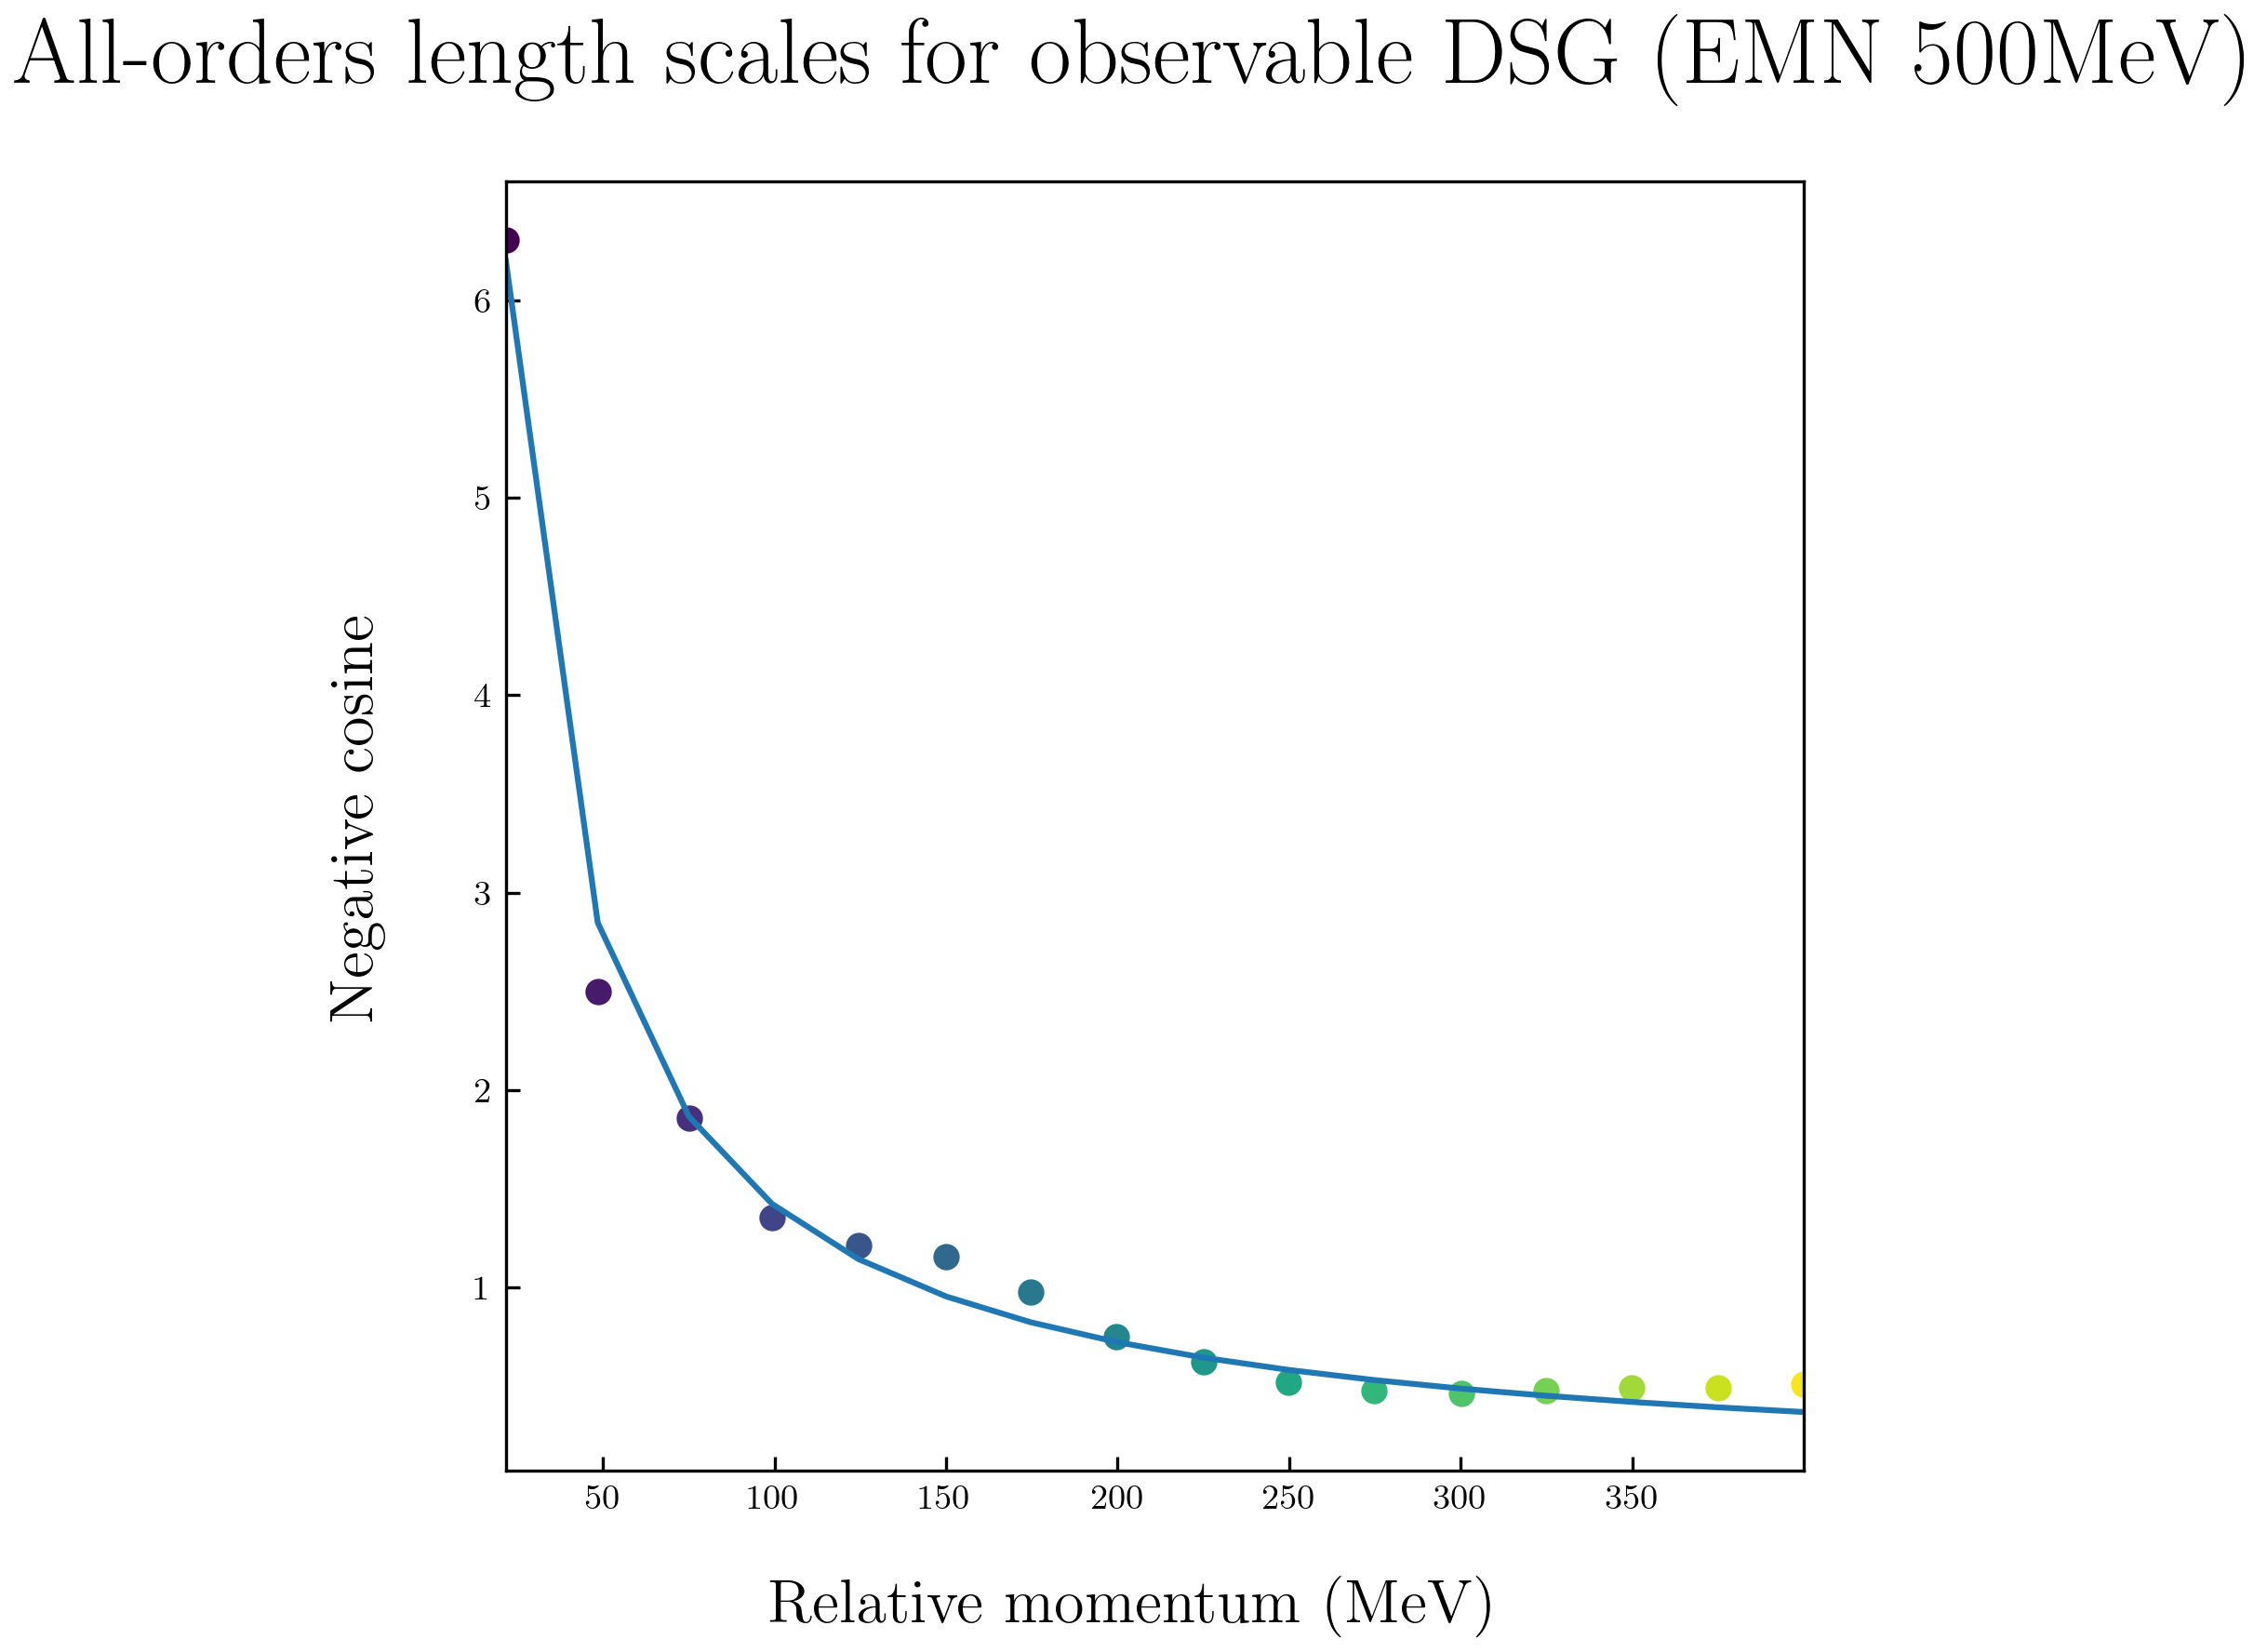 All-orders length scales for observable DSG (EMN 500MeV)
Negative cosine
6
5
4
3
2
1
50 100 150 200 250 300 350
Relative momentum (MeV)